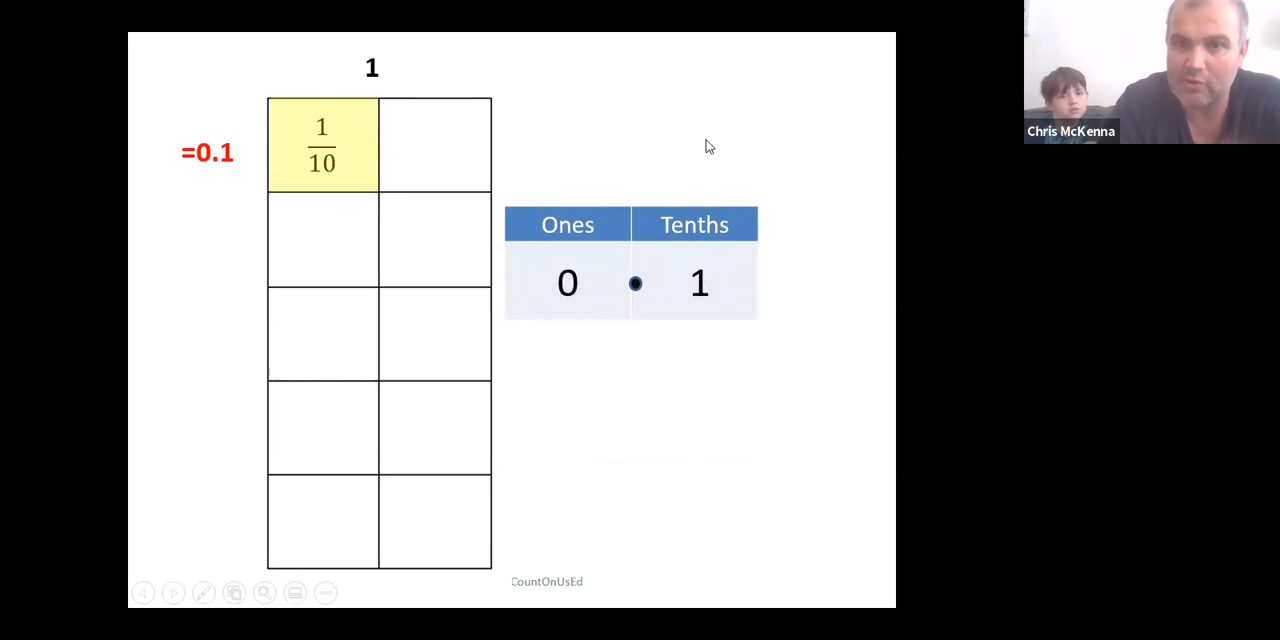 1
=0.1
1
10
Ones Tenths
0 • 1
CountOnUsEd
Chris McKenna